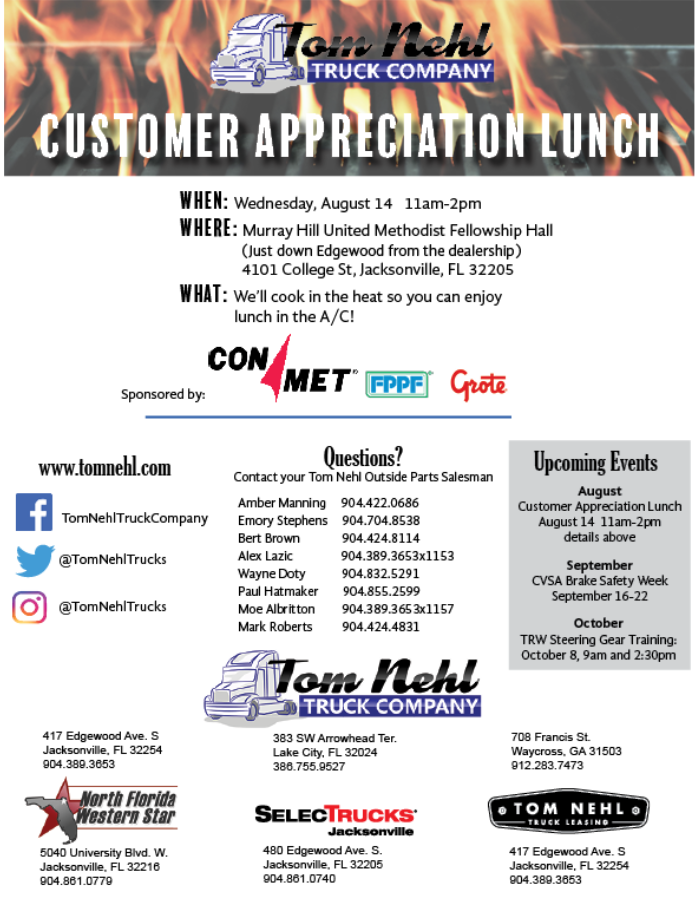 Tom Nehl
TRUCK COMPANY
CUSTOMER APPRECIATION LUNCH
WHEN: Wednesday, August 14 11am-2pm
WHERE: Murray Hill United Methodist Fellowship Hall
(Just down Edgewood from the dealership)
4101 College St, Jacksonville, FL 32205
WHAT: We'll cook in the heat so you can enjoy
lunch in the A/C!
Sponsored by:
CON MET®
FPPF®
Grote
www.tomnehl.com
TomNehlTruckCompany
@TomNehlTrucks
@TomNehlTrucks
Questions?
Contact your Tom Nehl Outside Parts Salesman
Amber Manning 904.422.0686
Emory Stephens 904.704.8538
Bert Brown 904.424.8114
Alex Lazic 904.389.3653x1153
Wayne Doty 904.832.5291
Paul Hatmaker 904.855.2599
Moe Albritton 904.389.3653x1157
Mark Roberts 904.424.4831
Upcoming Events
August
Customer Appreciation Lunch
August 14 11am-2pm
details above
September
CVSA Brake Safety Week
September 16-22
October
TRW Steering Gear Training:
October 8, 9am and 2:30pm
Tom Nehl
TRUCK COMPANY
417 Edgewood Ave. S
Jacksonville, FL 32254
904.389.3653
383 SW Arrowhead Ter.
Lake City, FL 32024
386.755.9527
708 Francis St.
Waycross, GA 31503
912.283.7473
North Florida
Western Star
5040 University Blvd. W.
Jacksonville, FL 32216
904.861.0779
SELECTRUCKS
Jacksonville
480 Edgewood Ave. S.
Jacksonville, FL 32205
904.861.0740
TOM NEHL
TRUCK LEASING
417 Edgewood Ave. S
Jacksonville, FL 32254
904.389.3653